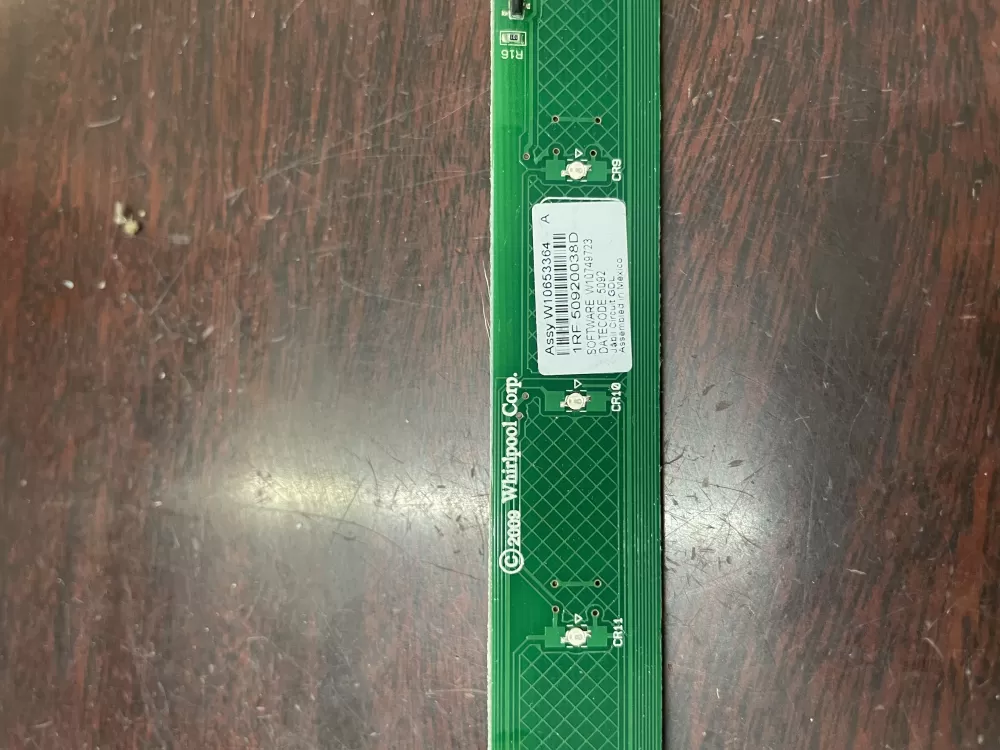 R16
CR9
Assy W10653364 A
1RF 50920038D
SOFTWARE W10749723
DATECODE 5092
Jabil Circuit GDL
Assembled in Mexico
CR10
© 2009 Whirlpool Corp.
CR11